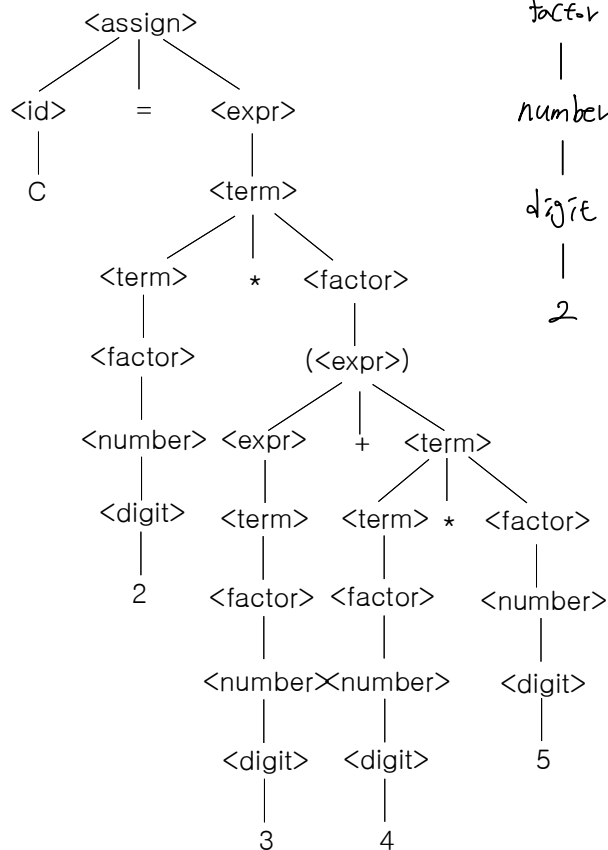 <assign> factor
<id> = <expr> number
C <term> digit
<term> * <factor> 2
<factor> (<expr>)
<number> <expr> + <term>
<digit> <term> <term> * <factor>
2 <factor> <factor> <number>
<number> <number> <digit>
<digit> <digit> 5
3 4